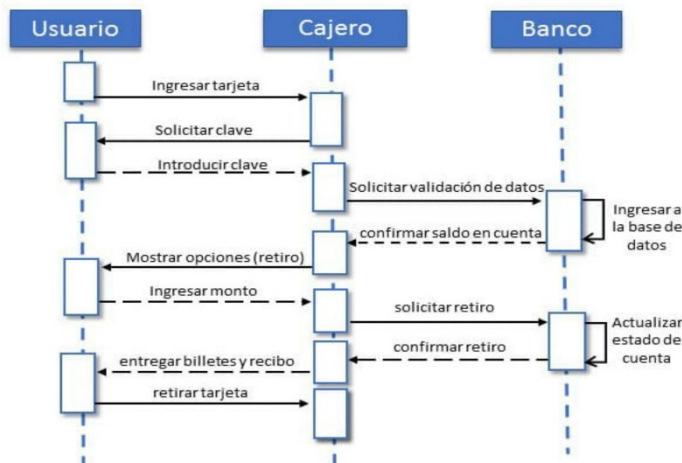 Usuario
Cajero
Banco
Ingresar tarjeta
Solicitar clave
Introducir clave
Solicitar validación de datos
Ingresar a
la base de
datos
confirmar saldo en cuenta
Mostrar opciones (retiro)
Ingresar monto
solicitar retiro
Actualizar
estado de
cuenta
confirmar retiro
entregar billetes y recibo
retirar tarjeta